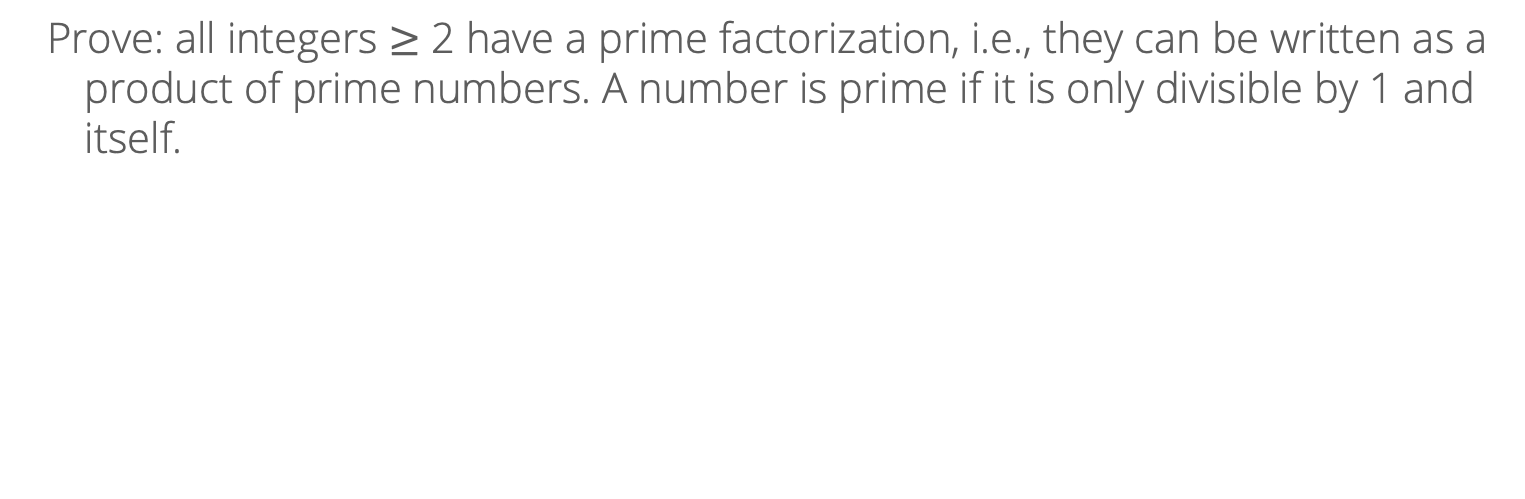 Prove: all integers ≥ 2 have a prime factorization, i.e., they can be written as a
product of prime numbers. A number is prime if it is only divisible by 1 and
itself.